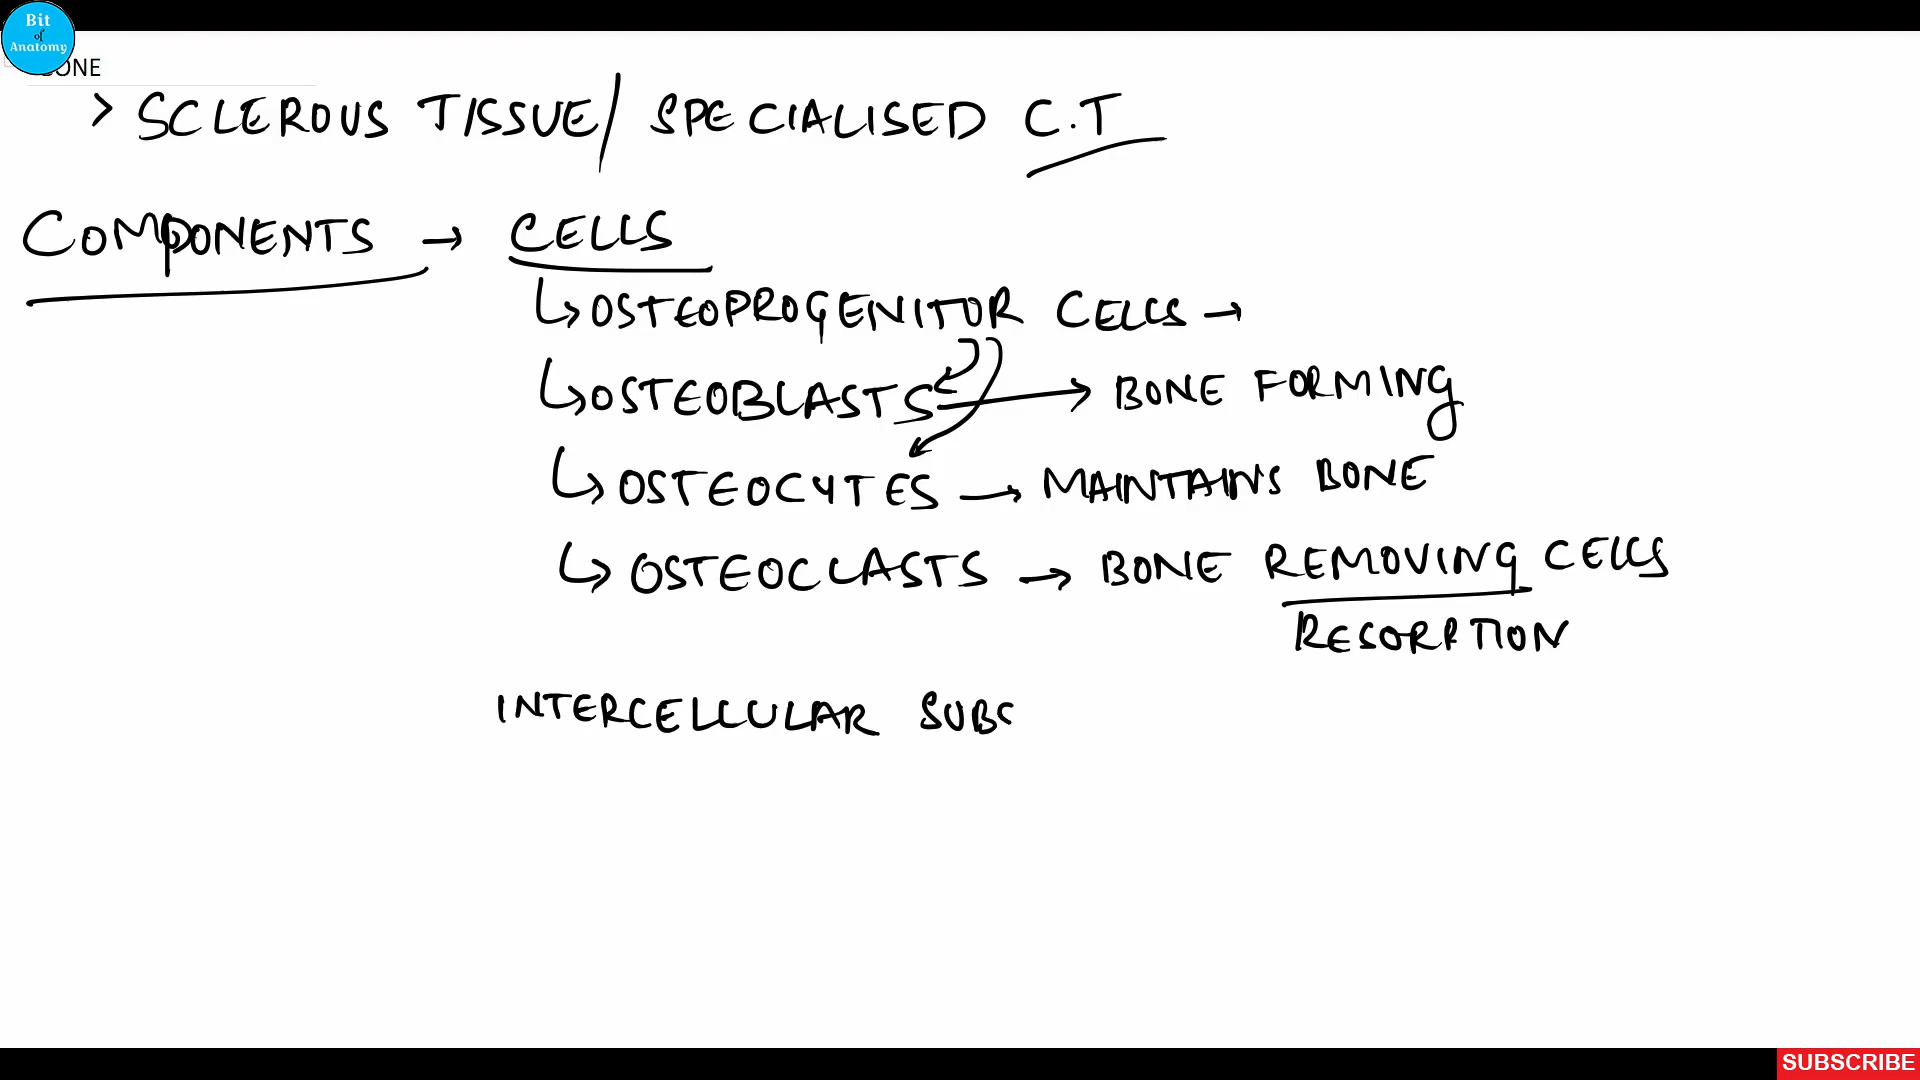 Bit
of
Anatomy
BONE
> SCLEROUS TISSUE/ SPECIALISED C.T
COMPONENTS → CELLS
↳ OSTEOPROGENITOR CELLS →
↳ OSTEOBLASTS → BONE FORMING
↳ OSTEOCYTES → MAINTAINS BONE
↳ OSTEOCLASTS → BONE REMOVING CELLS
RESORPTION
INTERCELLULAR SUBS
SUBSCRIBE